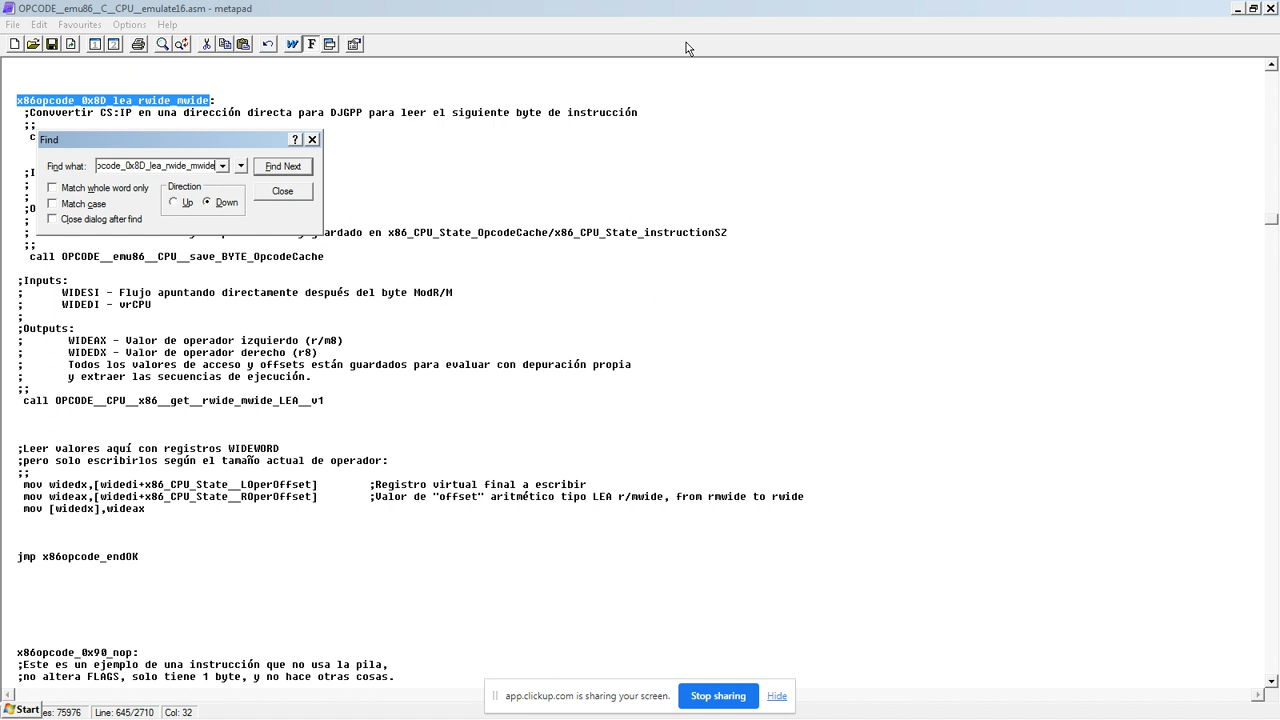 OPCODE__emu86__C__CPU__emulate16.asm - metapad
File Edit Favourites Options Help
x86opcode_0x8D_lea_rwide_mwide:
;Convvertir CS:IP en una dirección directa para DJGPP para leer el siguiente byte de instrucción
;;
c
Find
Find what: pcode_0x8D_lea_rwide_mwide Find Next
Match whole word only
Match case
Close dialog after find
Direction
Up Down
Close
;I
;
;
;O
;
; guardado en x86_CPU_State_OpcodeCache/x86_CPU_State_instructionSZ
;;
call OPCODE__emu86__CPU__save_BYTE_OpcodeCache
;Inputs:
; WIDESI - Flujo apuntando directamente después del byte ModR/M
; WIDEDI - vrCPU
;
;Outputs:
; WIDEAX - Valor de operador izquierdo (r/m8)
; WIDEDX - Valor de operador derecho (r8)
; Todos los valores de acceso y offsets están guardados para evaluar con depuración propia
; y extraer las secuencias de ejecución.
;;
call OPCODE__CPU__x86__get__rwide_mwide_LEA__v1
;Leer valores aquí con registros WIDEWORD
;pero solo escribirlos según el tamaño actual de operador:
;;
mov widedx,[widedi+x86_CPU_State__LOperOffset] ;Registro virtual final a escribir
mov wideax,[widedi+x86_CPU_State__ROperOffset] ;Valor de "offset" aritmético tipo LEA r/mwide, from rmwide to rwide
mov [widedx],wideax
jmp x86opcode_endOK
x86opcode_0x90_nop:
;Este es un ejemplo de una instrucción que no usa la pila,
;no altera FLAGS, solo tiene 1 byte, y no hace otras cosas.
app.clickup.com is sharing your screen. Stop sharing Hide
Start es: 75976 Line: 645/2710 Col: 32